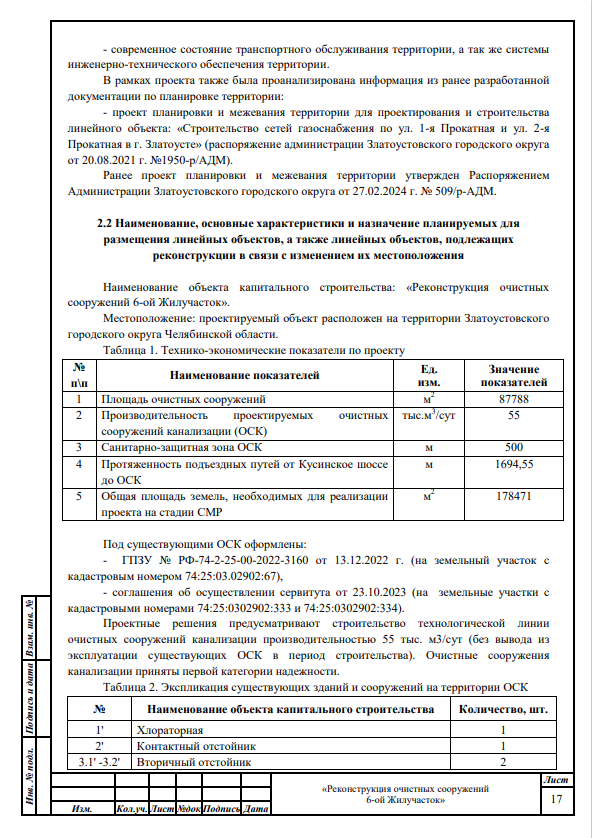 - современное состояние транспортного обслуживания территории, а так же системы
инженерно-технического обеспечения территории.
В рамках проекта также была проанализирована информация из ранее разработанной
документации по планировке территории:
- проект планировки и межевания территории для проектирования и строительства
линейного объекта: «Строительство сетей газоснабжения по ул. 1-я Прокатная и ул. 2-я
Прокатная в г. Златоусте» (распоряжение администрации Златоустовского городского округа
от 20.08.2021 г. №1950-р/АДМ).
Ранее проект планировки и межевания территории утвержден Распоряжением
Администрации Златоустовского городского округа от 27.02.2024 г. № 509/р-АДМ.
2.2 Наименование, основные характеристики и назначение планируемых для
размещения линейных объектов, а также линейных объектов, подлежащих
реконструкции в связи с изменением их местоположения
Наименование объекта капитального строительства: «Реконструкция очистных
сооружений 6-ой Жилучасток».
Местоположение: проектируемый объект расположен на территории Златоустовского
городского округа Челябинской области.
Таблица 1. Технико-экономические показатели по проекту
№ п\п Наименование показателей Ед. изм. Значение показателей
1 Площадь очистных сооружений м2 87788
2 Производительность проектируемых очистных тыс.м3/сут 55
сооружений канализации (ОСК)
3 Санитарно-защитная зона ОСК м 500
4 Протяженность подъездных путей от Кусинское шоссе м 1694,55
до ОСК
5 Общая площадь земель, необходимых для реализации м2 178471
проекта на стадии СМР
Под существующими ОСК оформлены:
- ГПЗУ № РФ-74-2-25-00-2022-3160 от 13.12.2022 г. (на земельный участок с
кадастровым номером 74:25:03.02902:67),
- соглашения об осуществлении сервитута от 23.10.2023 (на земельные участки с
кадастровыми номерами 74:25:0302902:333 и 74:25:0302902:334).
Проектные решения предусматривают строительство технологической линии
очистных сооружений канализации производительностью 55 тыс. м3/сут (без вывода из
эксплуатации существующих ОСК в период строительства). Очистные сооружения
канализации приняты первой категории надежности.
Таблица 2. Экспликация существующих зданий и сооружений на территории ОСК
№ Наименование объекта капитального строительства Количество, шт.
1' Хлораторная 1
2' Контактный отстойник 1
3.1' -3.2' Вторичный отстойник 2
Взам. инв. №
Подпись и дата
Инв. № подл.
Изм. Кол.уч. Лист №док Подпись Дата
«Реконструкция очистных сооружений
6-ой Жилучасток»
Лист
17